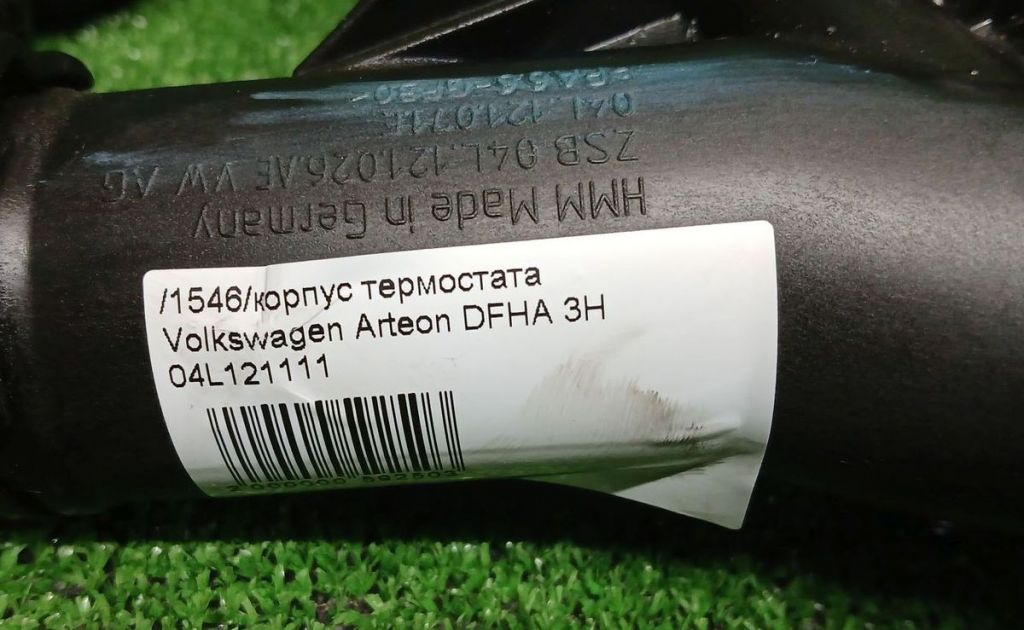 HMM Made in Germany
ZSB 04L.121.026.AE VW AG
04L.121.071.E
/1546/корпус термостата
Volkswagen Arteon DFHA 3H
04L121111